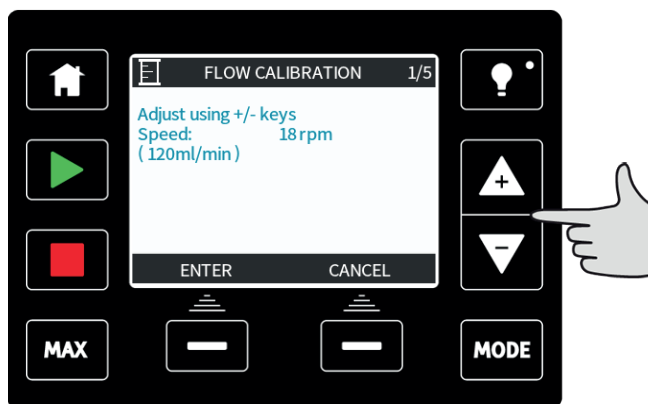 FLOW CALIBRATION 1/5
Adjust using +/- keys
Speed: 18 rpm
( 120ml/min )
+
−
ENTER CANCEL
MAX
MODE